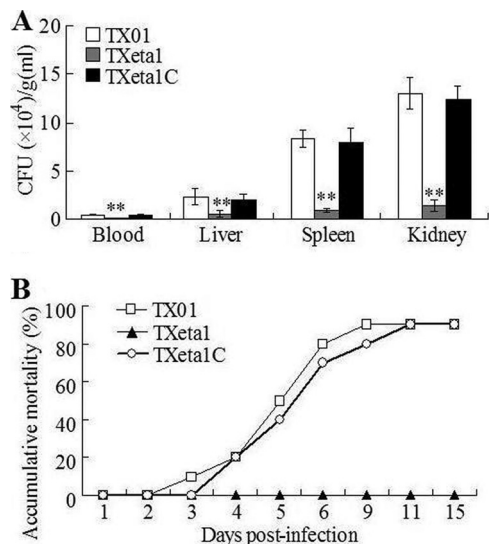 A
TX01
TXeta1
TXeta1C
CFU (×10⁴)/g(ml)
20
15
10
5
0
** ** ** **
Blood Liver Spleen Kidney
B
TX01
TXeta1
TXeta1C
Accumulative mortality (%)
80
60
40
20
0
1 2 3 4 5 6 9 11 15
Days post-infection